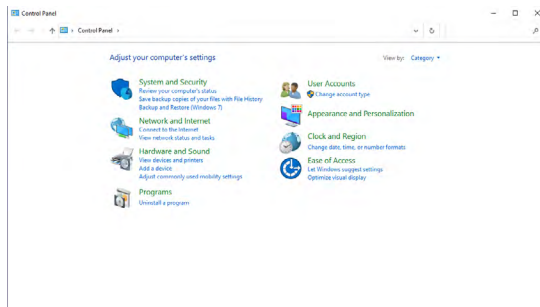 Control Panel
Control Panel
Adjust your computer's settings
View by: Category
System and Security
Review your computer's status
Save backup copies of your files with File History
Backup and Restore (Windows 7)
Network and Internet
Connect to the Internet
View network status and tasks
Hardware and Sound
View devices and printers
Add a device
Adjust commonly used mobility settings
Programs
Uninstall a program
User Accounts
Change account type
Appearance and Personalization
Clock and Region
Change date, time, or number formats
Ease of Access
Let Windows suggest settings
Optimize visual display